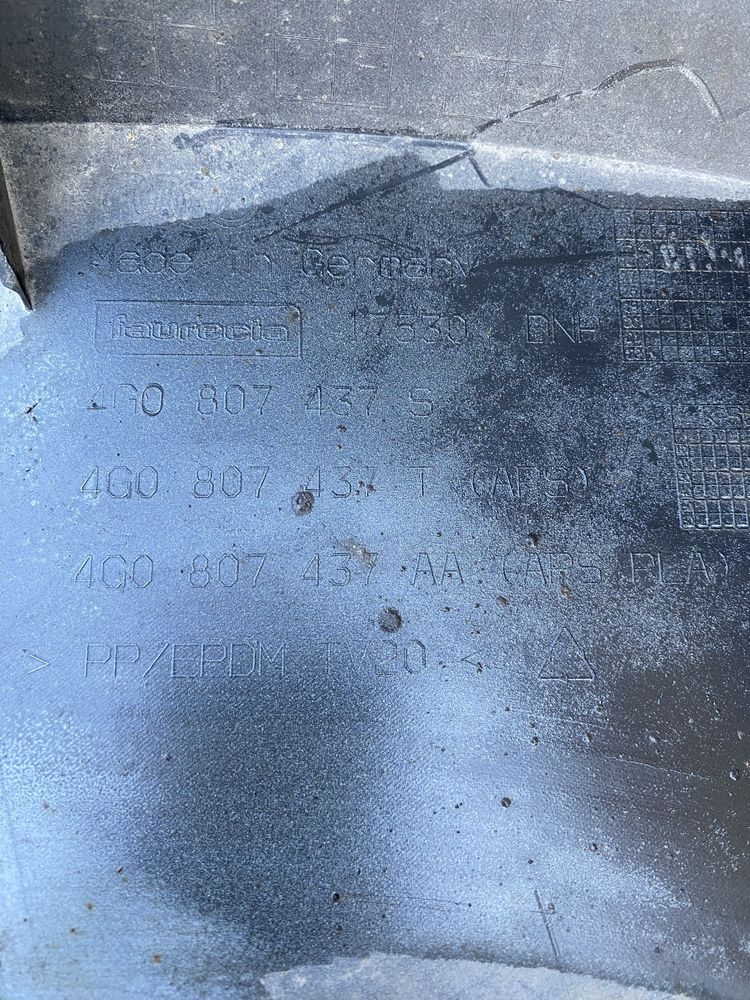 Made in Germany
faurecia 17530 DNA
4G0 807 437 S
4G0 807 437 T (APS)
4G0 807 437 AA (APS PLA)
> PP/EPDM TV20 <